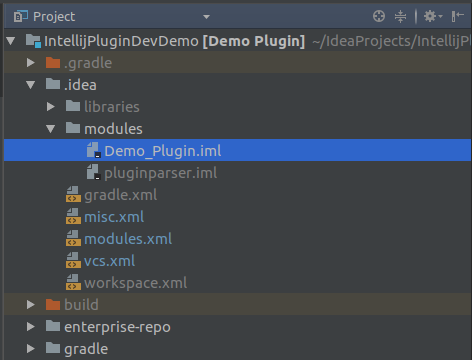 Project
IntellijPluginDevDemo [Demo Plugin] ~/IdeaProjects/IntellijPl
.gradle
.idea
libraries
modules
Demo_Plugin.iml
pluginparser.iml
gradle.xml
misc.xml
modules.xml
vcs.xml
workspace.xml
build
enterprise-repo
gradle